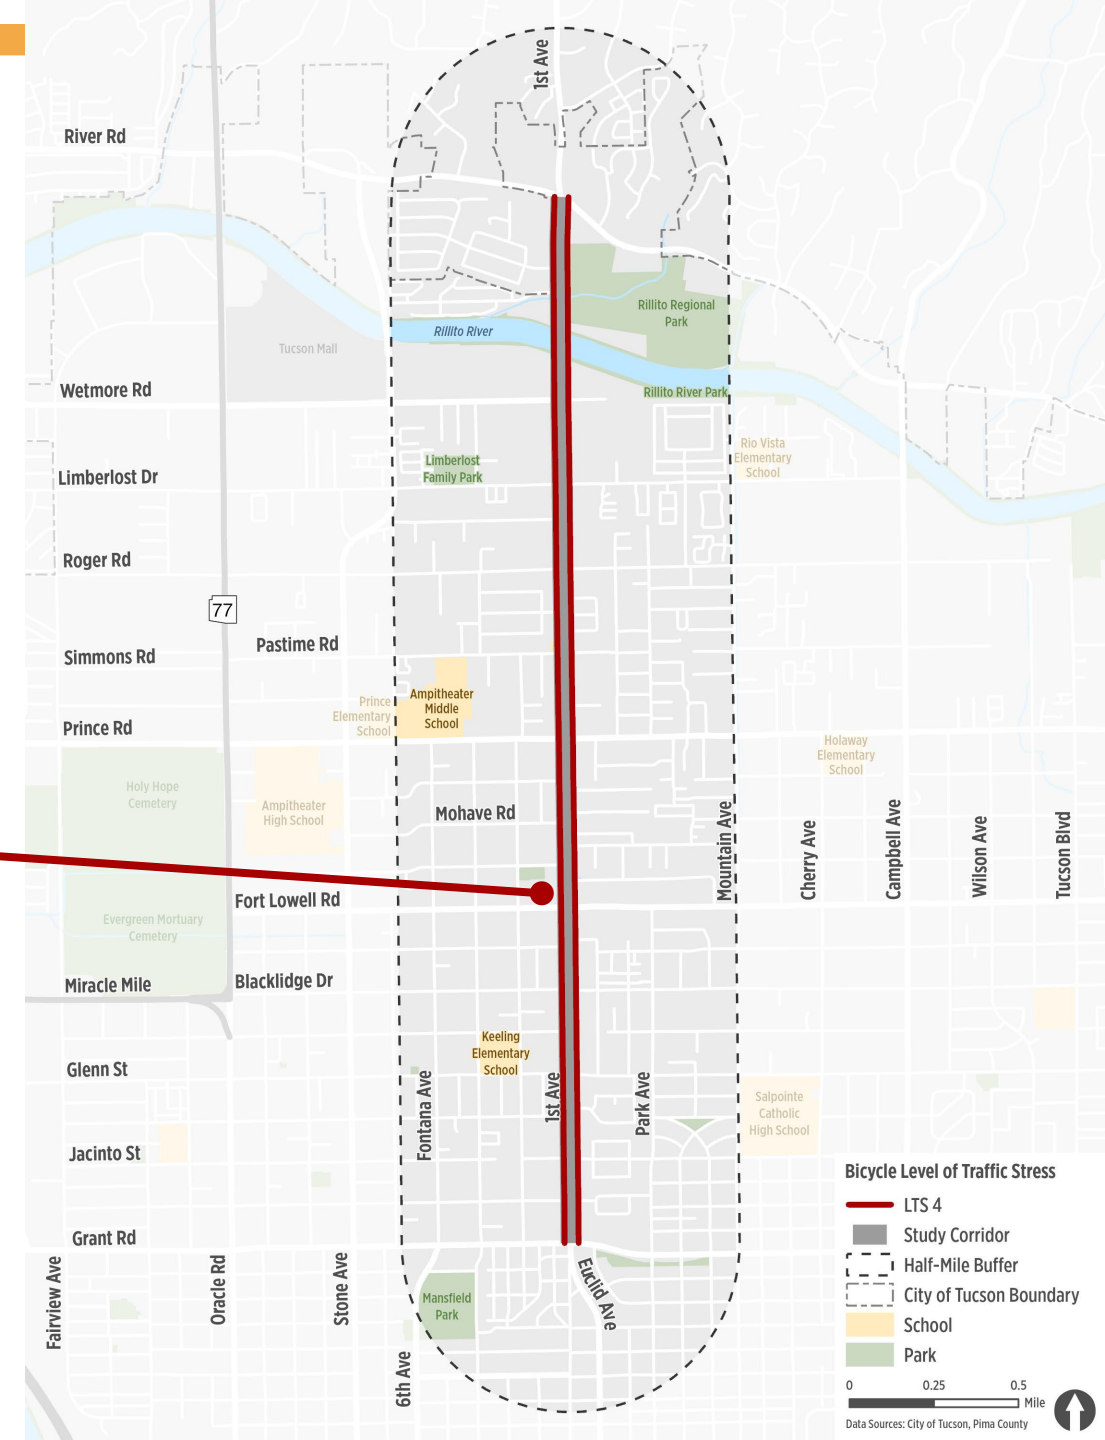 1st Ave
River Rd
Rillito Regional
Park
Rillito River
Tucson Mall
Wetmore Rd
Rillito River Park
Rio Vista
Elementary
School
Limberlost
Family Park
Limberlost Dr
Roger Rd
77
Pastime Rd
Simmons Rd
Ampitheater
Middle
School
Prince
Elementary
School
Prince Rd
Holaway
Elementary
School
Holy Hope
Cemetery
Ampitheater
High School
Mohave Rd
Mountain Ave
Cherry Ave
Campbell Ave
Wilson Ave
Tucson Blvd
Fort Lowell Rd
Evergreen Mortuary
Cemetery
Miracle Mile
Blacklidge Dr
Keeling
Elementary
School
Glenn St
Fontana Ave
1st Ave
Park Ave
Salpointe
Catholic
High School
Jacinto St
Grant Rd
Fairview Ave
Oracle Rd
Stone Ave
Euclid Ave
Mansfield
Park
6th Ave
Bicycle Level of Traffic Stress
LTS 4
Study Corridor
Half-Mile Buffer
City of Tucson Boundary
School
Park
0 0.25 0.5
Mile
Data Sources: City of Tucson, Pima County